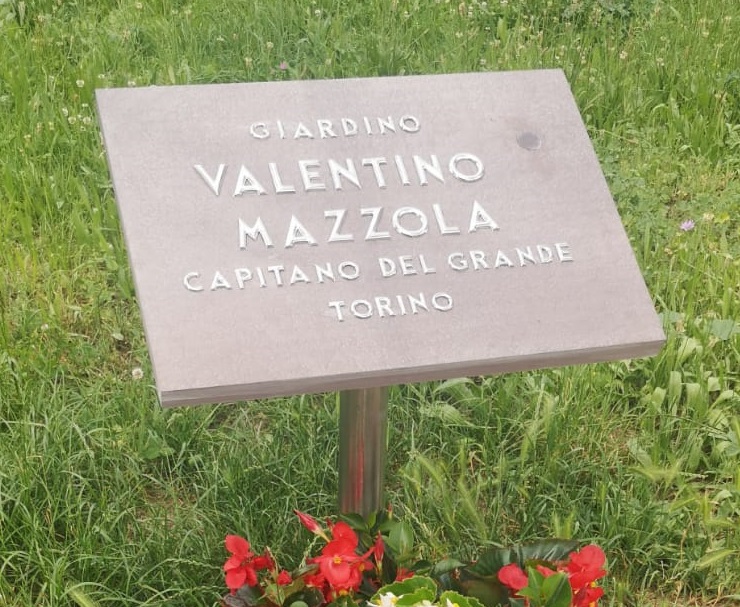 GIARDINO
VALENTINO
MAZZOLA
CAPITANO DEL GRANDE
TORINO